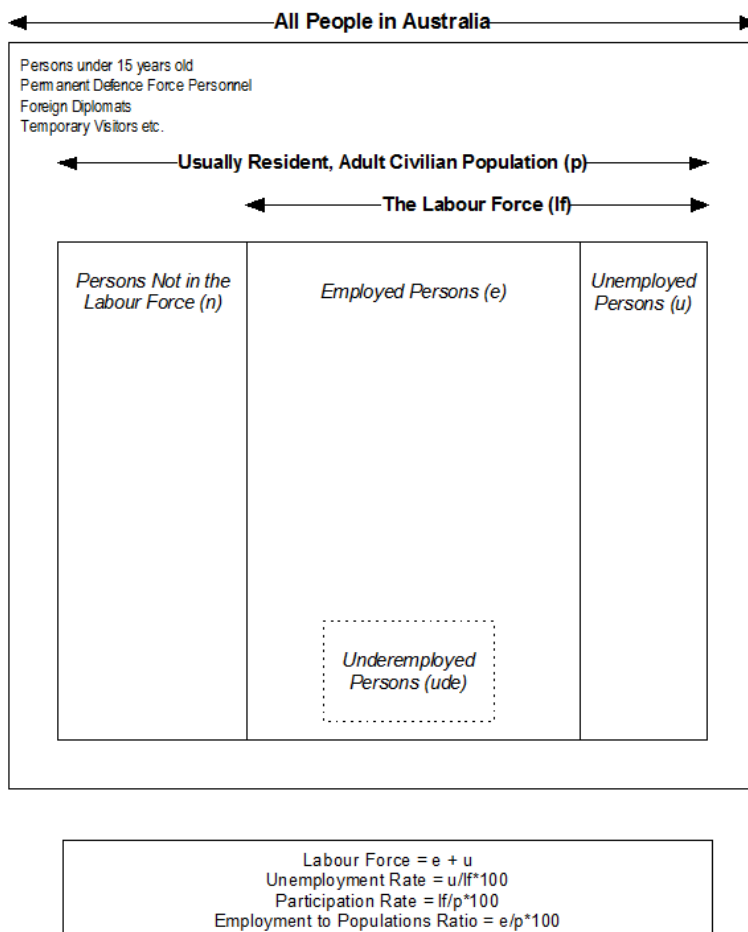 All People in Australia
Persons under 15 years old
Permanent Defence Force Personnel
Foreign Diplomats
Temporary Visitors etc.
Usually Resident, Adult Civilian Population (p)
The Labour Force (lf)
Persons Not in the
Labour Force (n)
Employed Persons (e)
Unemployed
Persons (u)
Underemployed
Persons (ude)
Labour Force = e + u
Unemployment Rate = u/lf*100
Participation Rate = lf/p*100
Employment to Populations Ratio = e/p*100